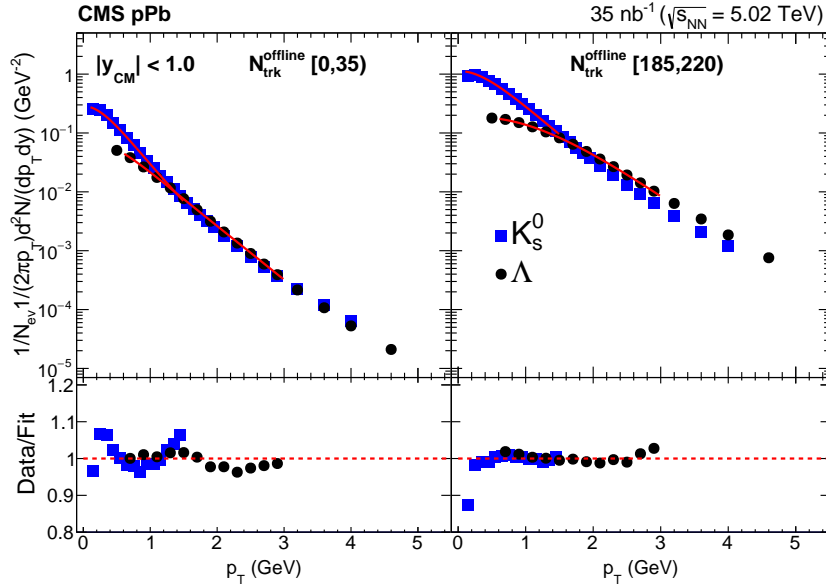 CMS pPb
35 nb⁻¹ (√s_NN = 5.02 TeV)
|y_CM| < 1.0
N_trk^offline [0,35)
N_trk^offline [185,220)
1/N_ev 1/(2πp_T)d²N/(dp_T dy) (GeV⁻²)
1
10⁻¹
10⁻²
10⁻³
10⁻⁴
10⁻⁵
K_s^0
Λ
Data/Fit
1.2
1.1
1.0
0.9
0.8
0 1 2 3 4 5
0 1 2 3 4 5
p_T (GeV)
p_T (GeV)